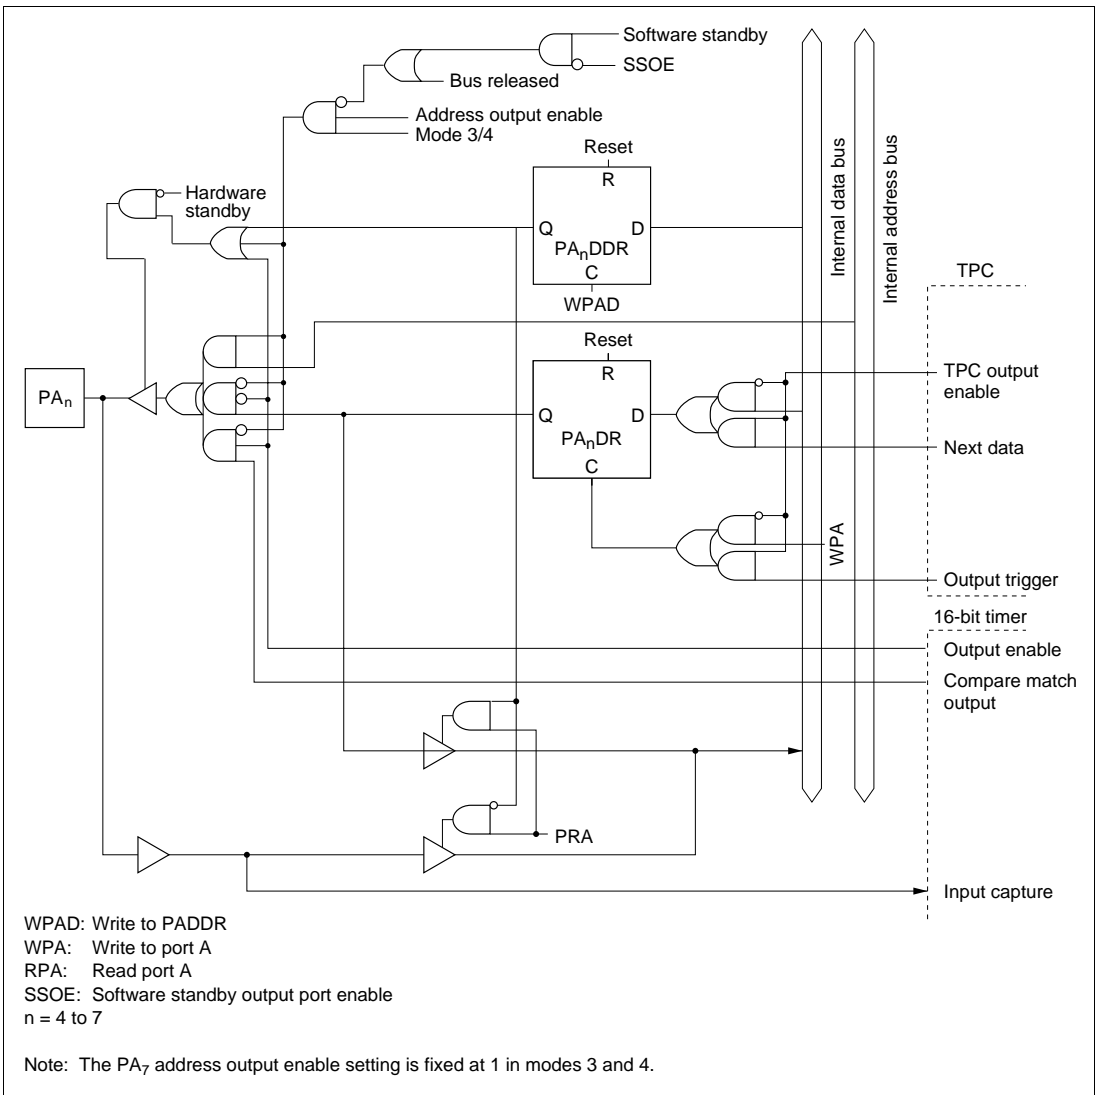 Software standby
SSOE
Bus released
Address output enable
Mode 3/4
Reset
R
Hardware
standby
Q
D
PAnDDR
C
WPAD
Internal data bus
Internal address bus
TPC
Reset
R
TPC output
enable
PAn
Q
D
PAnDR
C
Next data
WPA
Output trigger
16-bit timer
Output enable
Compare match
output
PRA
Input capture
WPAD: Write to PADDR
WPA: Write to port A
RPA: Read port A
SSOE: Software standby output port enable
n = 4 to 7
Note: The PA7 address output enable setting is fixed at 1 in modes 3 and 4.